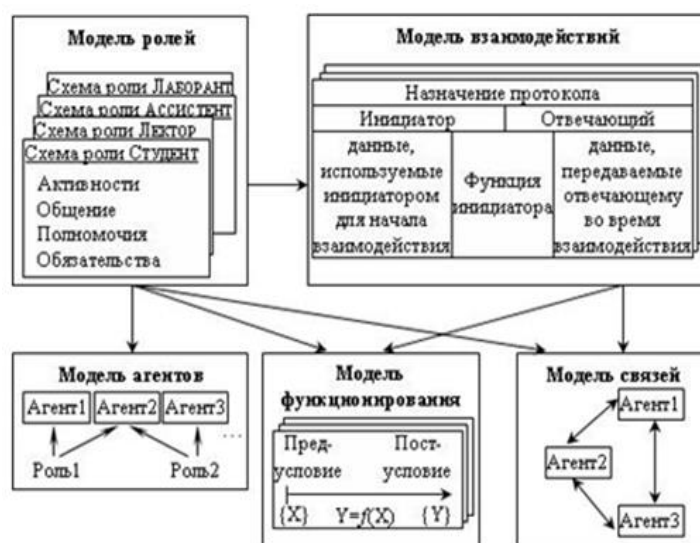 Модель ролей
Схема роли ЛАБОРАНТ
Схема роли АССИСТЕНТ
Схема роли ЛЕКТОР
Схема роли СТУДЕНТ
Активности
Общение
Полномочия
Обязательства
Модель взаимодействий
Назначение протокола
Инициатор
Отвечающий
данные,
используемые
инициатором
для начала
взаимодействия
Функция
инициатора
данные,
передаваемые
отвечающему
во время
взаимодействия
Модель агентов
Агент1 Агент2 Агент3
...
Роль1 Роль2
Модель
функционирования
Пред-
условие
Пост-
условие
{X} Y=f(X) {Y}
Модель связей
Агент1
Агент2
Агент3